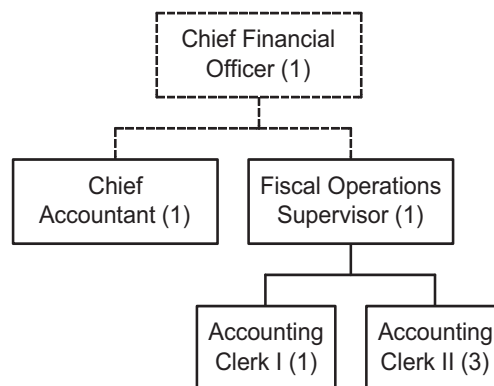 Chief Financial
Officer (1)
Chief
Accountant (1)
Fiscal Operations
Supervisor (1)
Accounting
Clerk I (1)
Accounting
Clerk II (3)